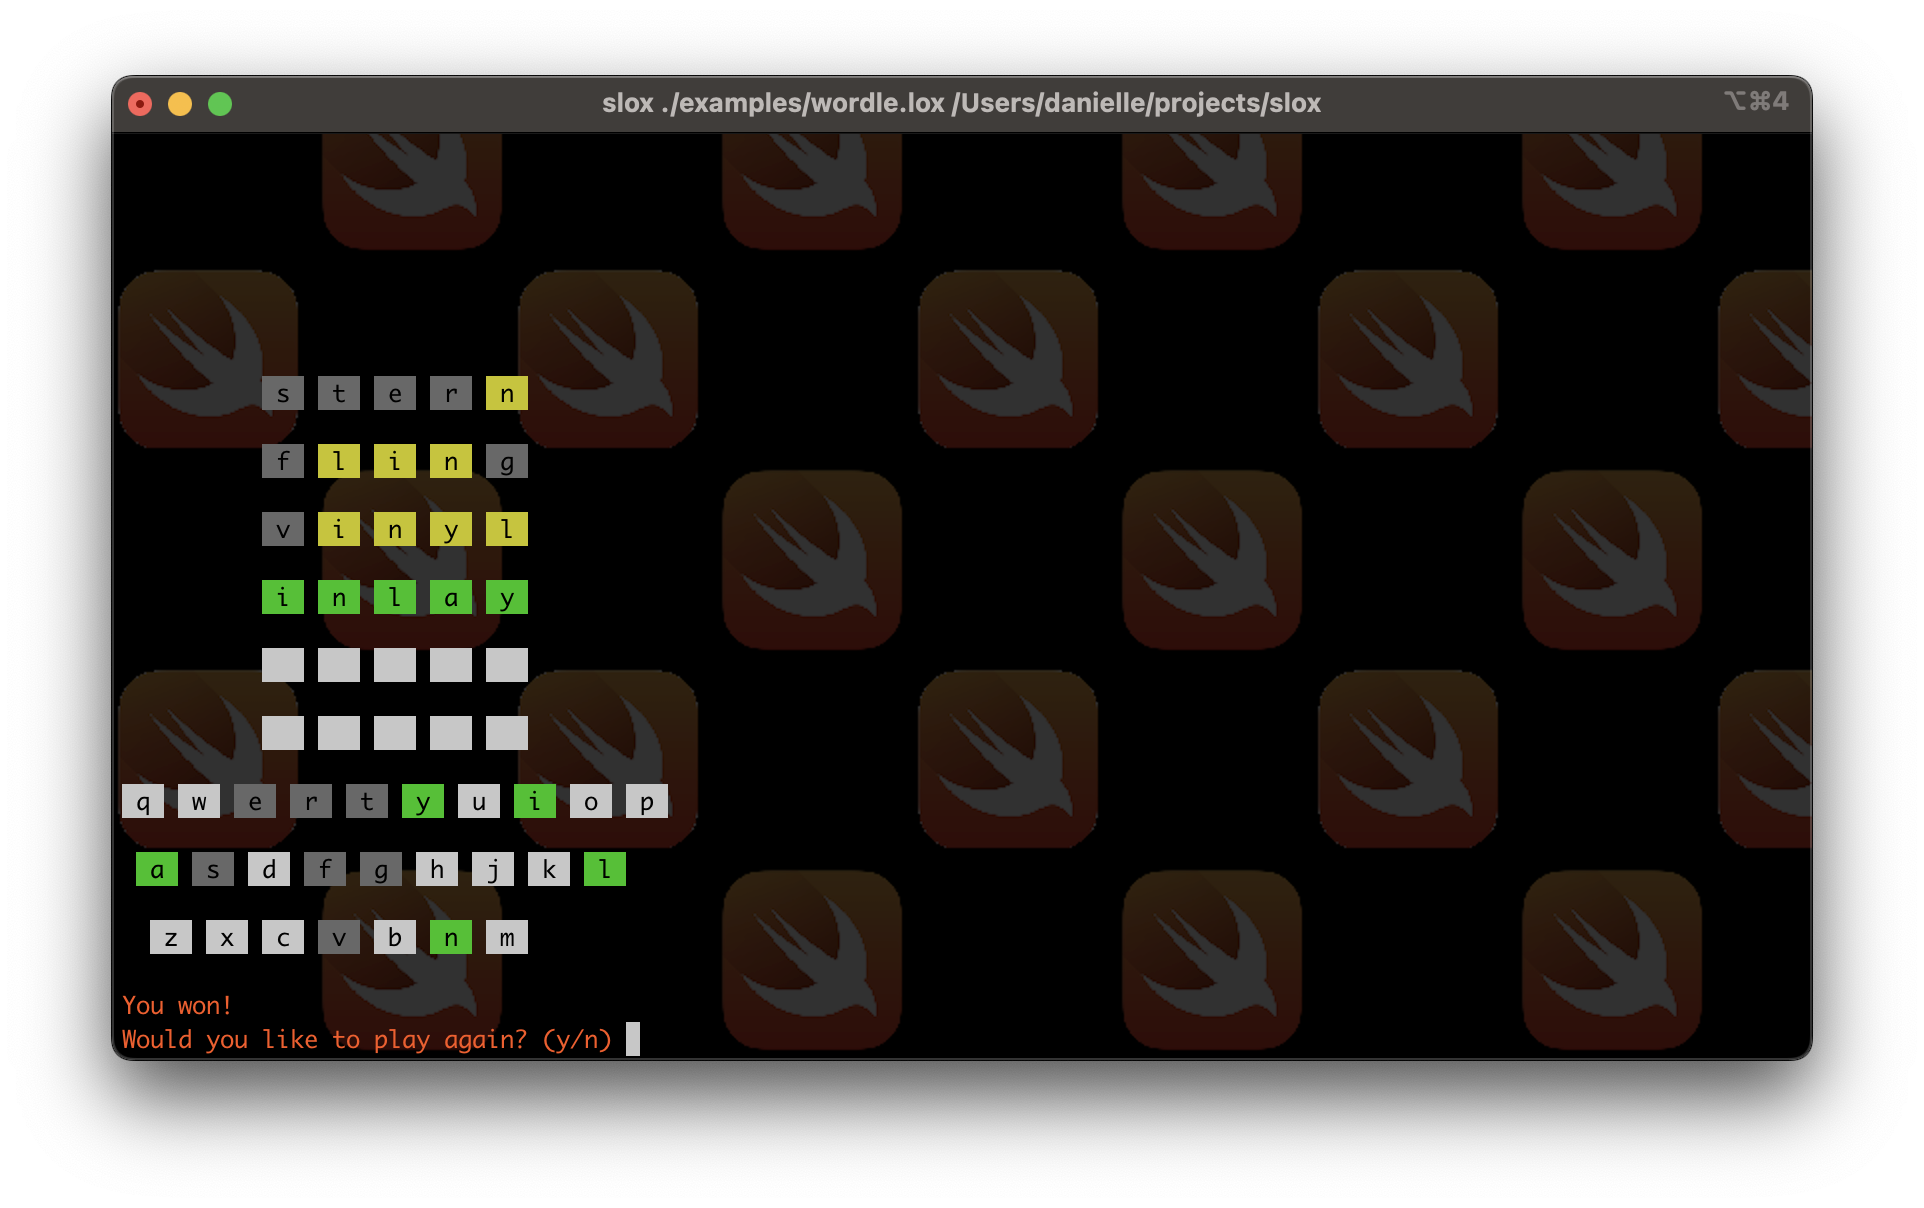 slox ./examples/wordle.lox /Users/danielle/projects/slox ⌥⌘4
s t e r n
f l i n g
v i n y l
i n l a y
q w e r t y u i o p
a s d f g h j k l
z x c v b n m
You won!
Would you like to play again? (y/n)